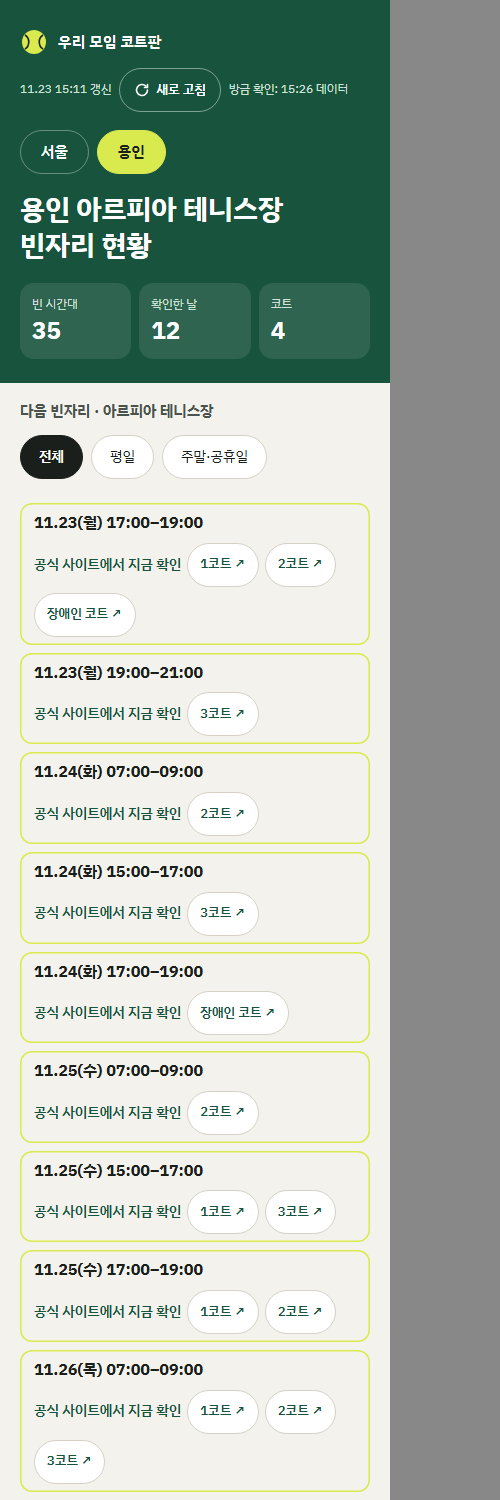 우리 모임 코트판
11.23 15:11 갱신 새로 고침 방금 확인: 15:26 데이터
서울 용인
용인 아르피아 테니스장
빈자리 현황
빈 시간대 확인한 날 코트
35 12 4
다음 빈자리 · 아르피아 테니스장
전체 평일 주말·공휴일
11.23(월) 17:00–19:00
공식 사이트에서 지금 확인 1코트 ↗ 2코트 ↗
장애인 코트 ↗
11.23(월) 19:00–21:00
공식 사이트에서 지금 확인 3코트 ↗
11.24(화) 07:00–09:00
공식 사이트에서 지금 확인 2코트 ↗
11.24(화) 15:00–17:00
공식 사이트에서 지금 확인 3코트 ↗
11.24(화) 17:00–19:00
공식 사이트에서 지금 확인 장애인 코트 ↗
11.25(수) 07:00–09:00
공식 사이트에서 지금 확인 2코트 ↗
11.25(수) 15:00–17:00
공식 사이트에서 지금 확인 1코트 ↗ 3코트 ↗
11.25(수) 17:00–19:00
공식 사이트에서 지금 확인 1코트 ↗ 2코트 ↗
11.26(목) 07:00–09:00
공식 사이트에서 지금 확인 1코트 ↗ 2코트 ↗
3코트 ↗